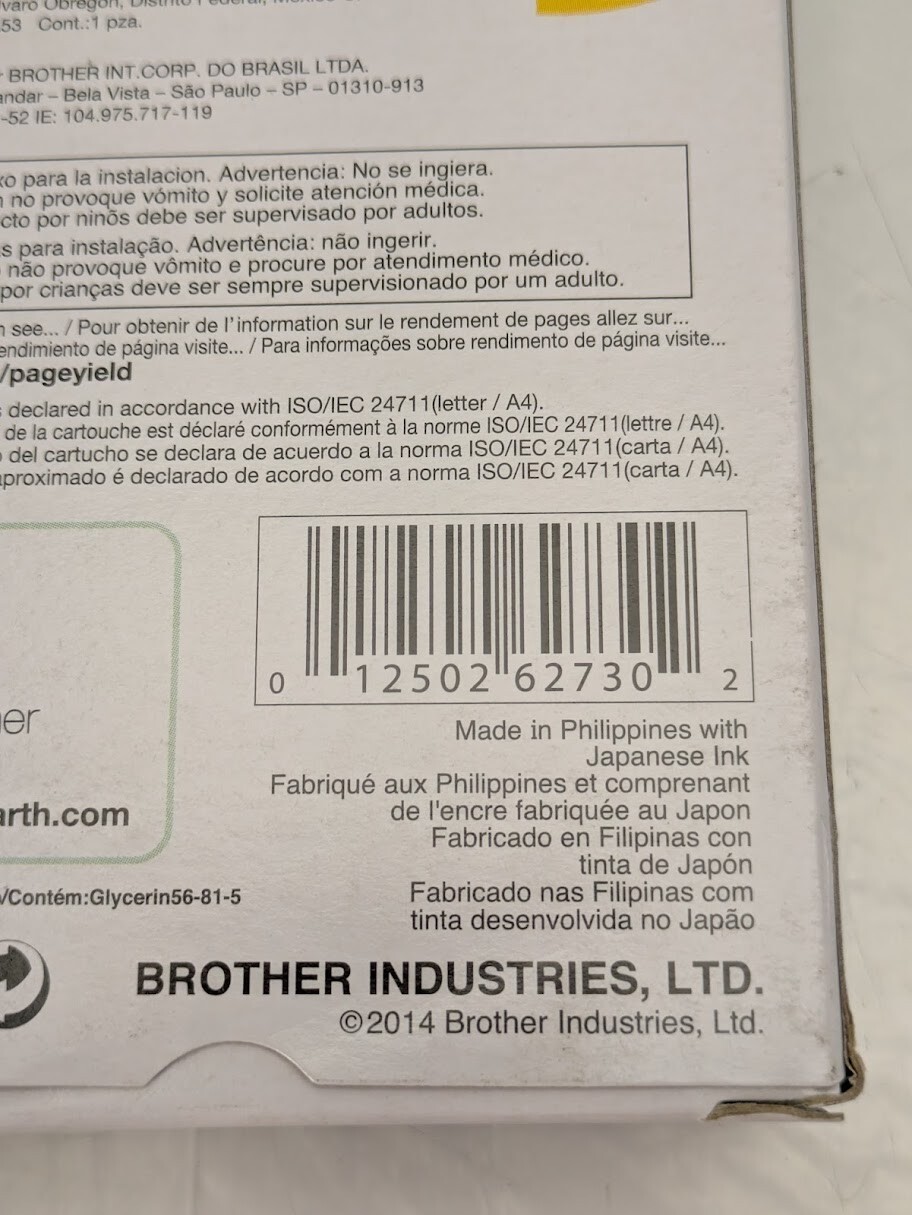 Obregon,
53 Cont.:1 pza.
BROTHER INT.CORP. DO BRASIL LTDA.
andar – Bela Vista – São Paulo – SP – 01310-913
-52 IE: 104.975.717-119
para la instalacion. Advertencia: No se ingiera.
no provoque vómito y solicite atención médica.
cto por ninõs debe ser supervisado por adultos.
s para instalação. Advertência: não ingerir.
não provoque vômito e procure por atendimento médico.
por crianças deve ser sempre supervisionado por um adulto.
see... / Pour obtenir de l'information sur le rendement de pages allez sur...
endimiento de página visite... / Para informações sobre rendimento de página visite...
/pageyield
declared in accordance with ISO/IEC 24711(letter / A4).
de la cartouche est déclaré conformément à la norme ISO/IEC 24711(lettre / A4).
del cartucho se declara de acuerdo a la norma ISO/IEC 24711(carta / A4).
aproximado é declarado de acordo com a norma ISO/IEC 24711(carta / A4).
0 12502 62730 2
er
arth.com
/Contém:Glycerin56-81-5
Made in Philippines with
Japanese Ink
Fabriqué aux Philippines et comprenant
de l'encre fabriquée au Japon
Fabricado en Filipinas con
tinta de Japón
Fabricado nas Filipinas com
tinta desenvolvida no Japão
BROTHER INDUSTRIES, LTD.
©2014 Brother Industries, Ltd.